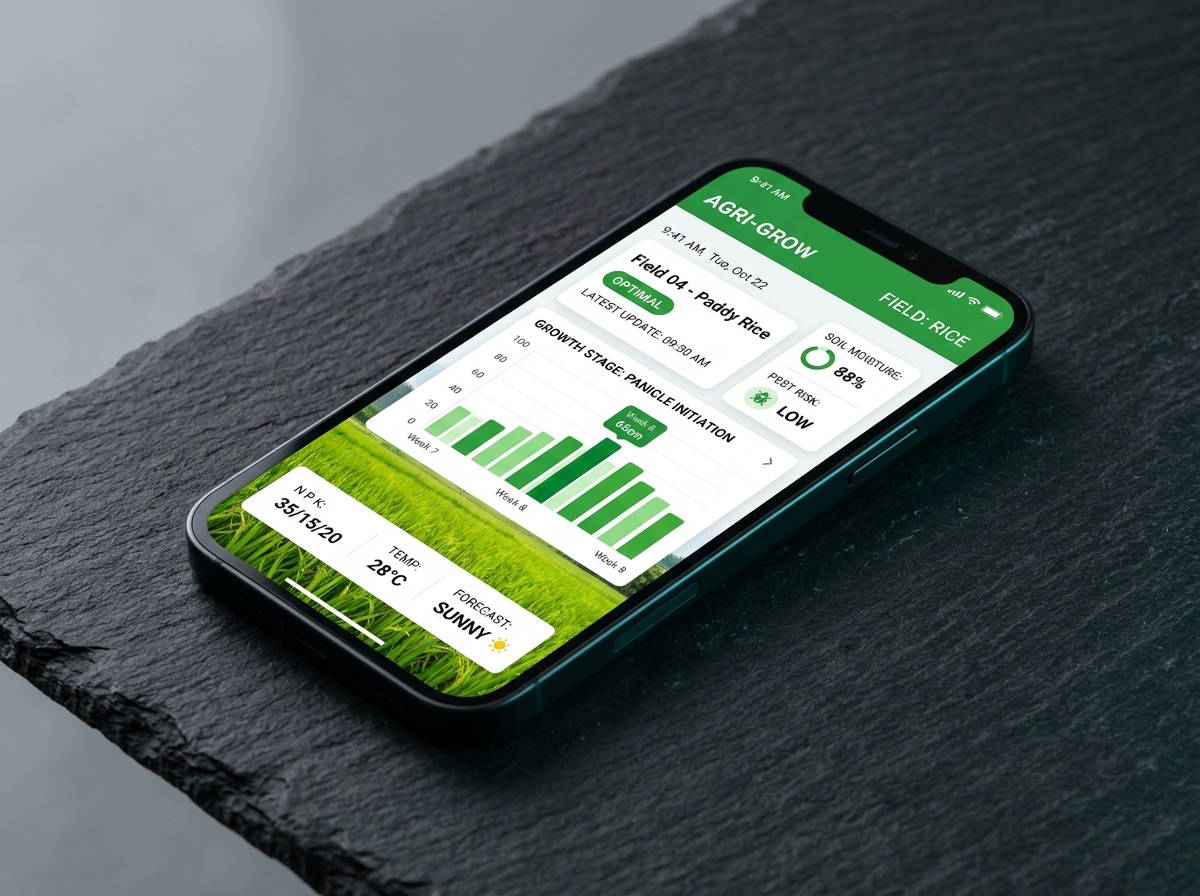 9:41 AM
AGRI-GROW
FIELD: RICE
9:41 AM, Tue, Oct 22
Field 04 - Paddy Rice
OPTIMAL
LATEST UPDATE: 09:30 AM
SOIL MOISTURE:
88%
PEST RISK:
LOW
GROWTH STAGE: PANICLE INITIATION
100
80
60
40
20
0
Week 7
Week 8
Week 9
N P K:
35/15/20
TEMP:
28°C
FORECAST:
SUNNY